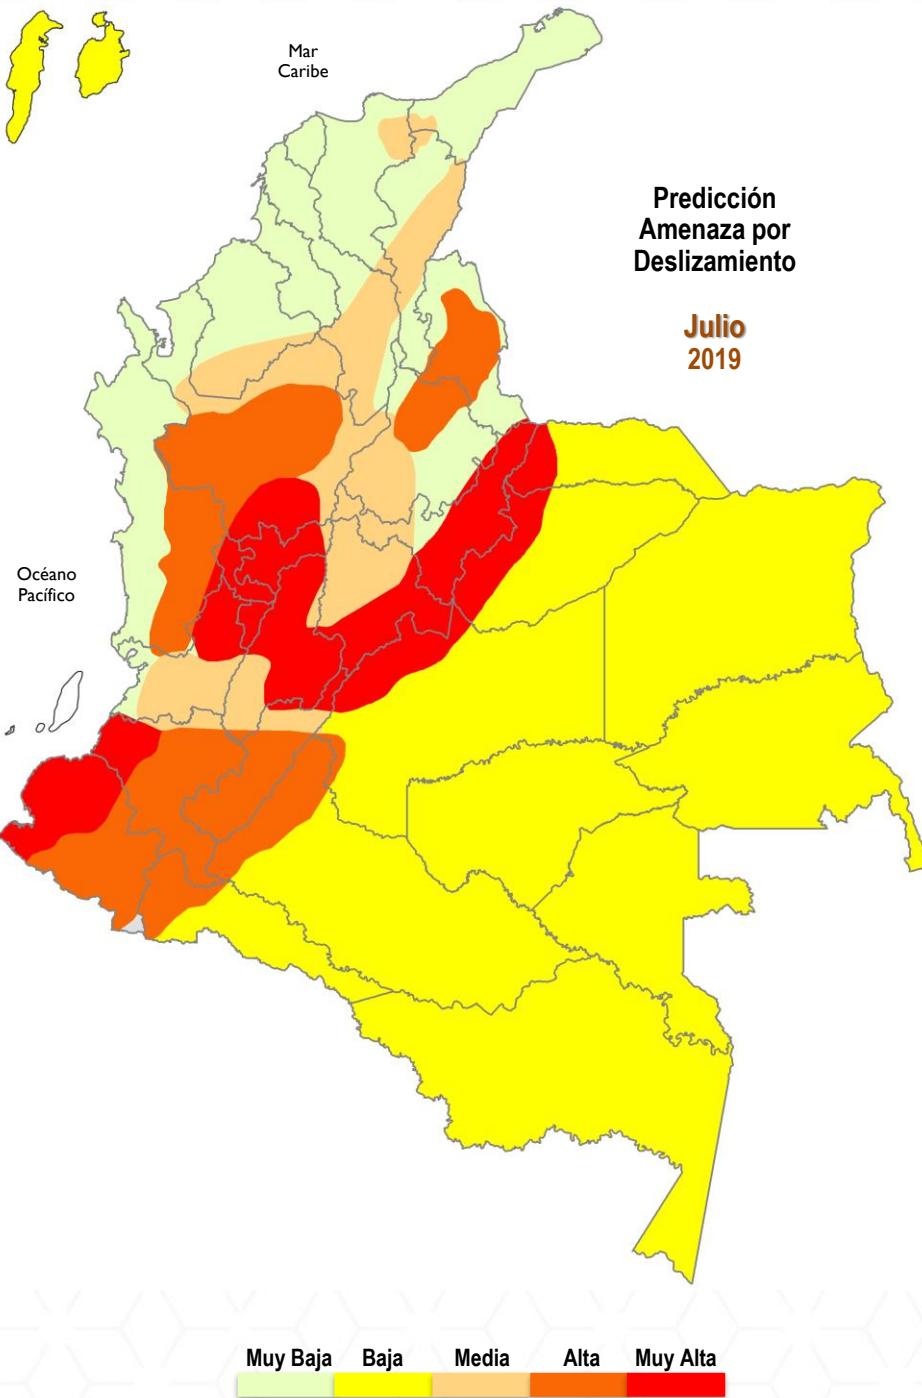 Mar
Caribe
Predicción
Amenaza por
Deslizamiento
Julio
2019
Océano
Pacífico
Muy Baja Baja Media Alta Muy Alta